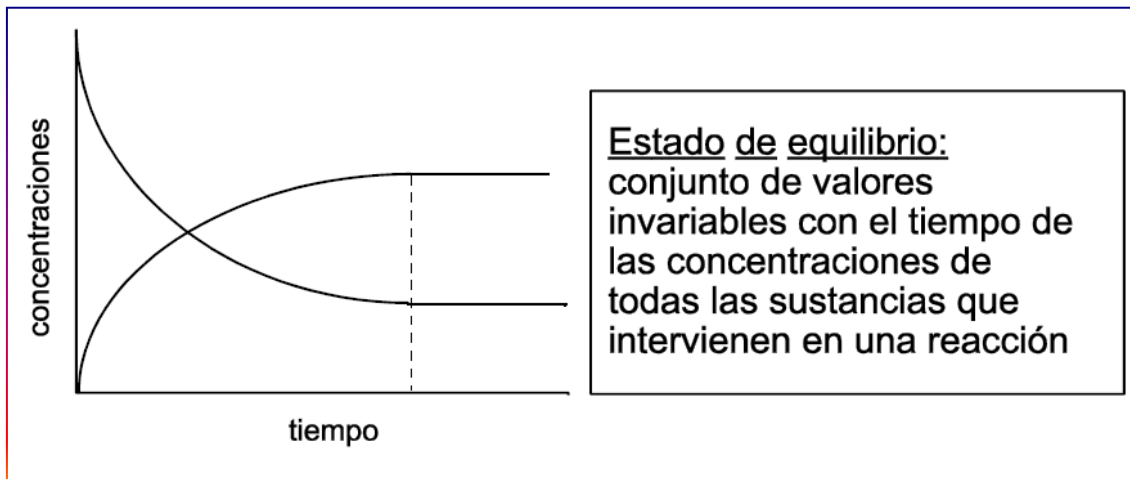 concentraciones
tiempo
Estado de equilibrio:
conjunto de valores
invariables con el tiempo de
las concentraciones de
todas las sustancias que
intervienen en una reacción